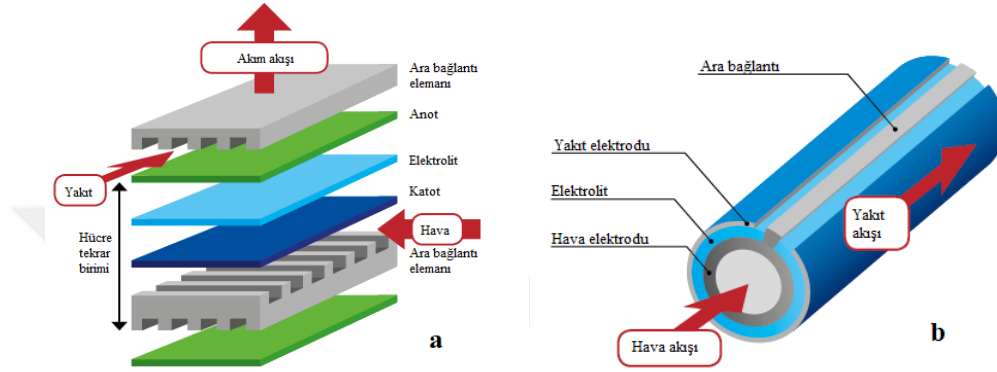 Akım akışı
Ara bağlantı
elemanı
Anot
Elektrolit
Katot
Yakıt
Hava
Hücre
tekrar
birimi
Ara bağlantı
elemanı
a
Ara bağlantı
Yakıt elektrodu
Elektrolit
Hava elektrodu
Yakıt
akışı
Hava akışı
b